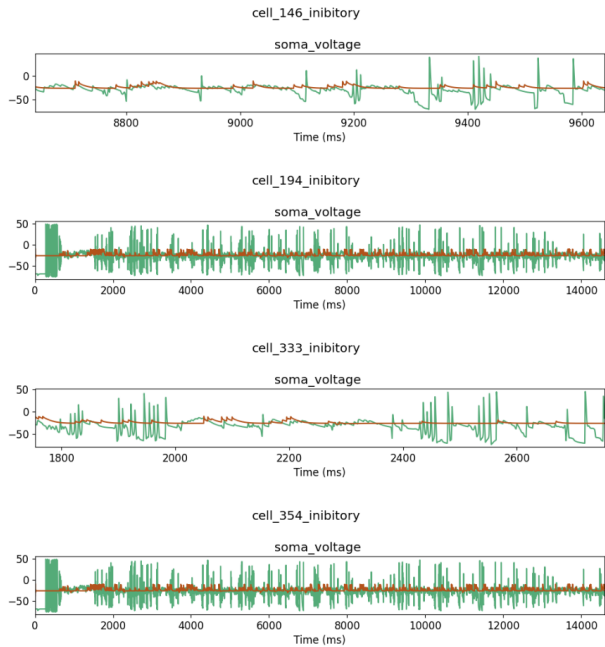 cell_146_inibitory
soma_voltage
0
−50
8800 9000 9200 9400 9600
Time (ms)
cell_194_inibitory
soma_voltage
50
0
−50
0 2000 4000 6000 8000 10000 12000 14000
Time (ms)
cell_333_inibitory
soma_voltage
50
0
−50
1800 2000 2200 2400 2600
Time (ms)
cell_354_inibitory
soma_voltage
50
0
−50
0 2000 4000 6000 8000 10000 12000 14000
Time (ms)